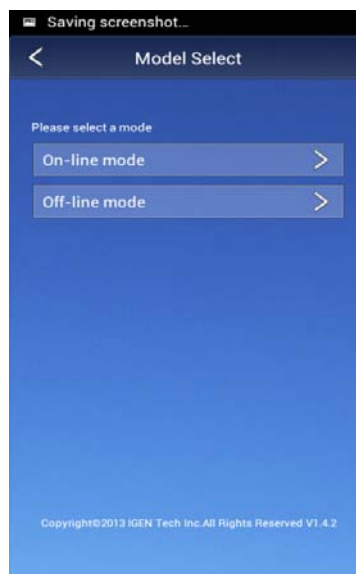 Saving screenshot...
Model Select
Please select a mode
On-line mode
Off-line mode
Copyright©2013 IGEN Tech Inc.All Rights Reserved V1.4.2